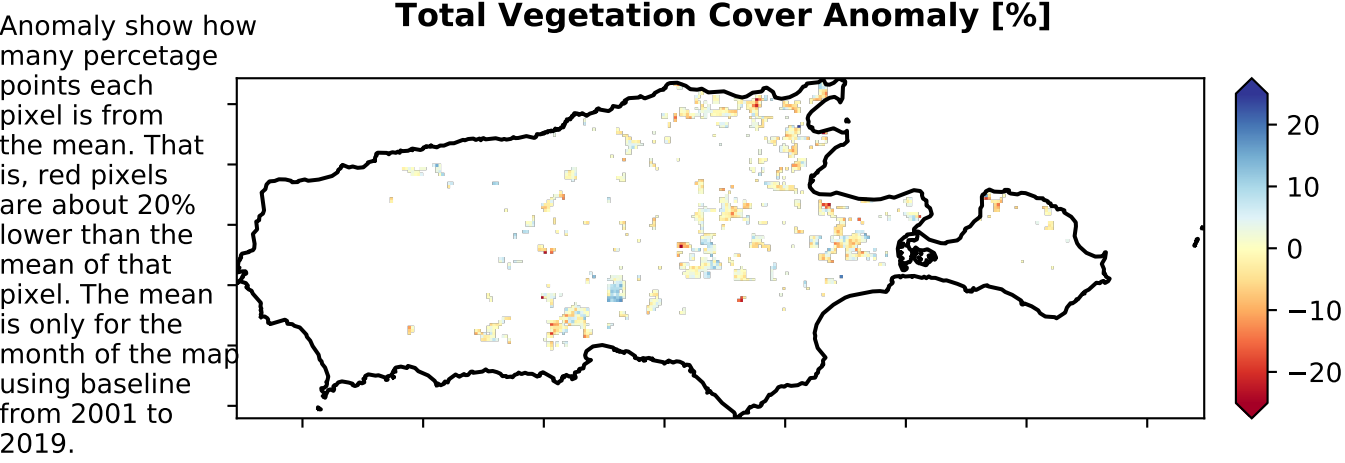 Total Vegetation Cover Anomaly [%]
Anomaly show how
many percetage
points each
pixel is from
the mean. That
is, red pixels
are about 20%
lower than the
mean of that
pixel. The mean
is only for the
month of the map
using baseline
from 2001 to
2019.
20
10
0
−10
−20